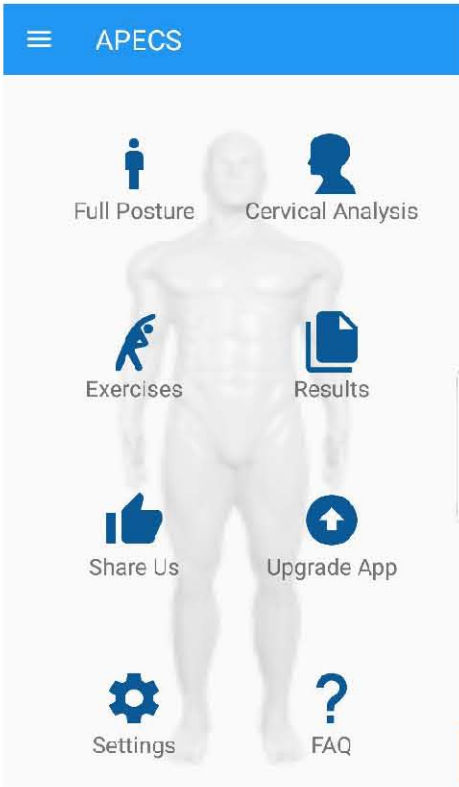 APECS
Full Posture
Cervical Analysis
Exercises
Results
Share Us
Upgrade App
Settings
FAQ